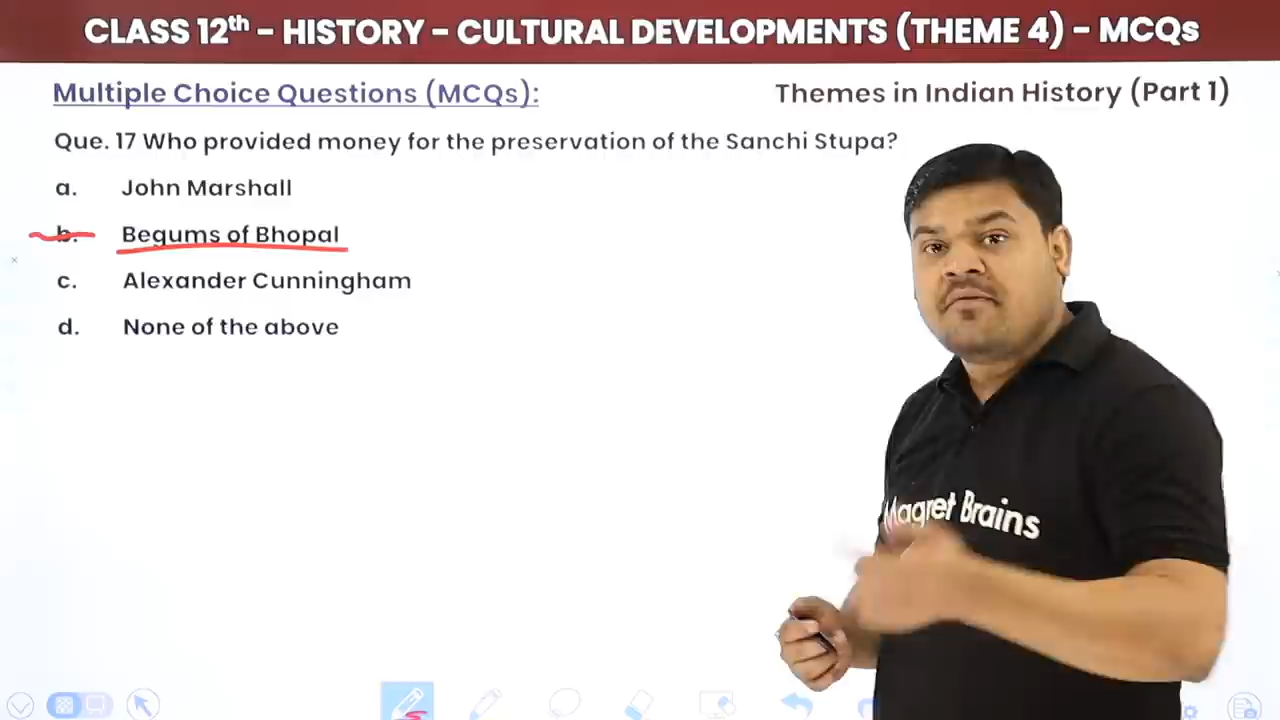 CLASS 12th - HISTORY - CULTURAL DEVELOPMENTS (THEME 4) - MCQs
Multiple Choice Questions (MCQs):
Themes in Indian History (Part 1)
Que. 17 Who provided money for the preservation of the Sanchi Stupa?
a. John Marshall
b. Begums of Bhopal
c. Alexander Cunningham
d. None of the above
Magnet Brains